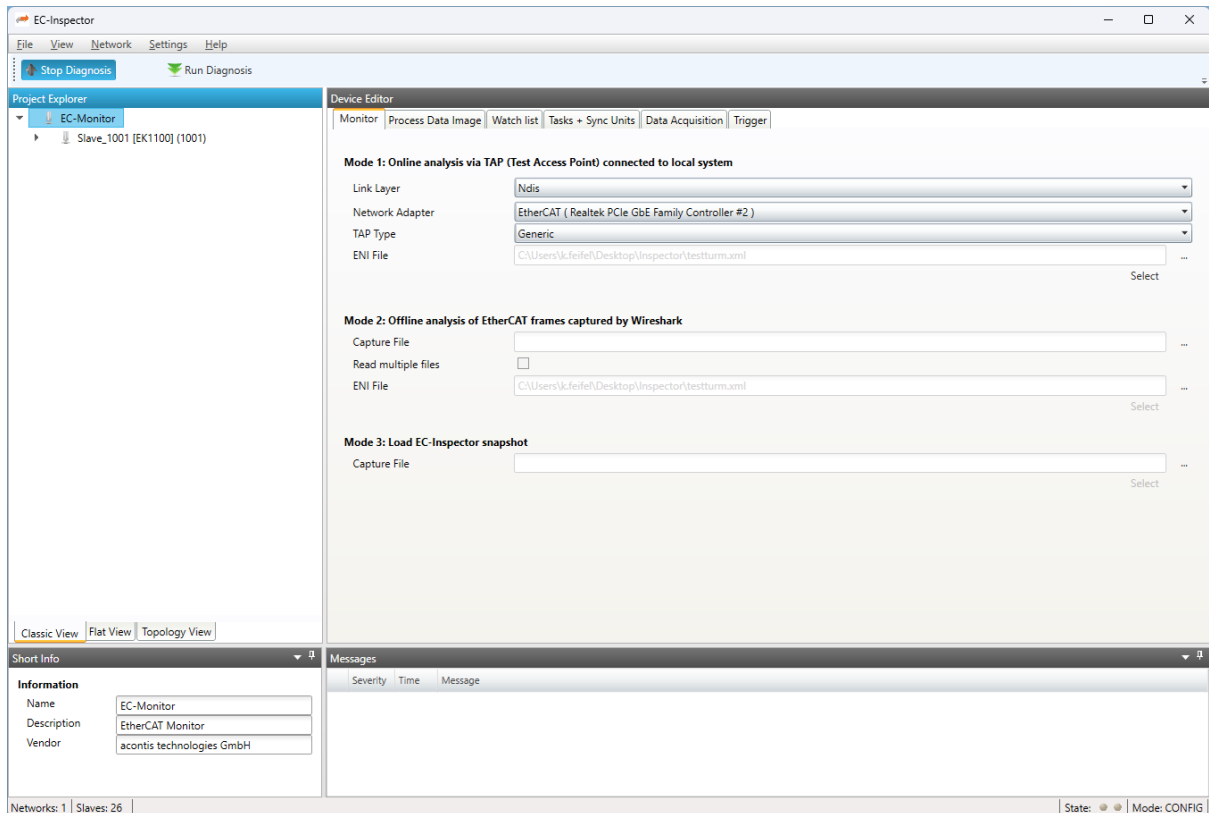 EC-Inspector
File View Network Settings Help
Stop Diagnosis Run Diagnosis
Project Explorer
EC-Monitor
Slave_1001 [EK1100] (1001)
Classic View Flat View Topology View
Device Editor
Monitor Process Data Image Watch list Tasks + Sync Units Data Acquisition Trigger
Mode 1: Online analysis via TAP (Test Access Point) connected to local system
Link Layer Ndis
Network Adapter EtherCAT ( Realtek PCIe GbE Family Controller #2 )
TAP Type Generic
ENI File C:\Users\k.feifel\Desktop\Inspector\testturm.xml ...
Select
Mode 2: Offline analysis of EtherCAT frames captured by Wireshark
Capture File ...
Read multiple files
ENI File C:\Users\k.feifel\Desktop\Inspector\testturm.xml ...
Select
Mode 3: Load EC-Inspector snapshot
Capture File ...
Select
Short Info
Information
Name EC-Monitor
Description EtherCAT Monitor
Vendor acontis technologies GmbH
Messages
Severity Time Message
Networks: 1 Slaves: 26 State: Mode: CONFIG